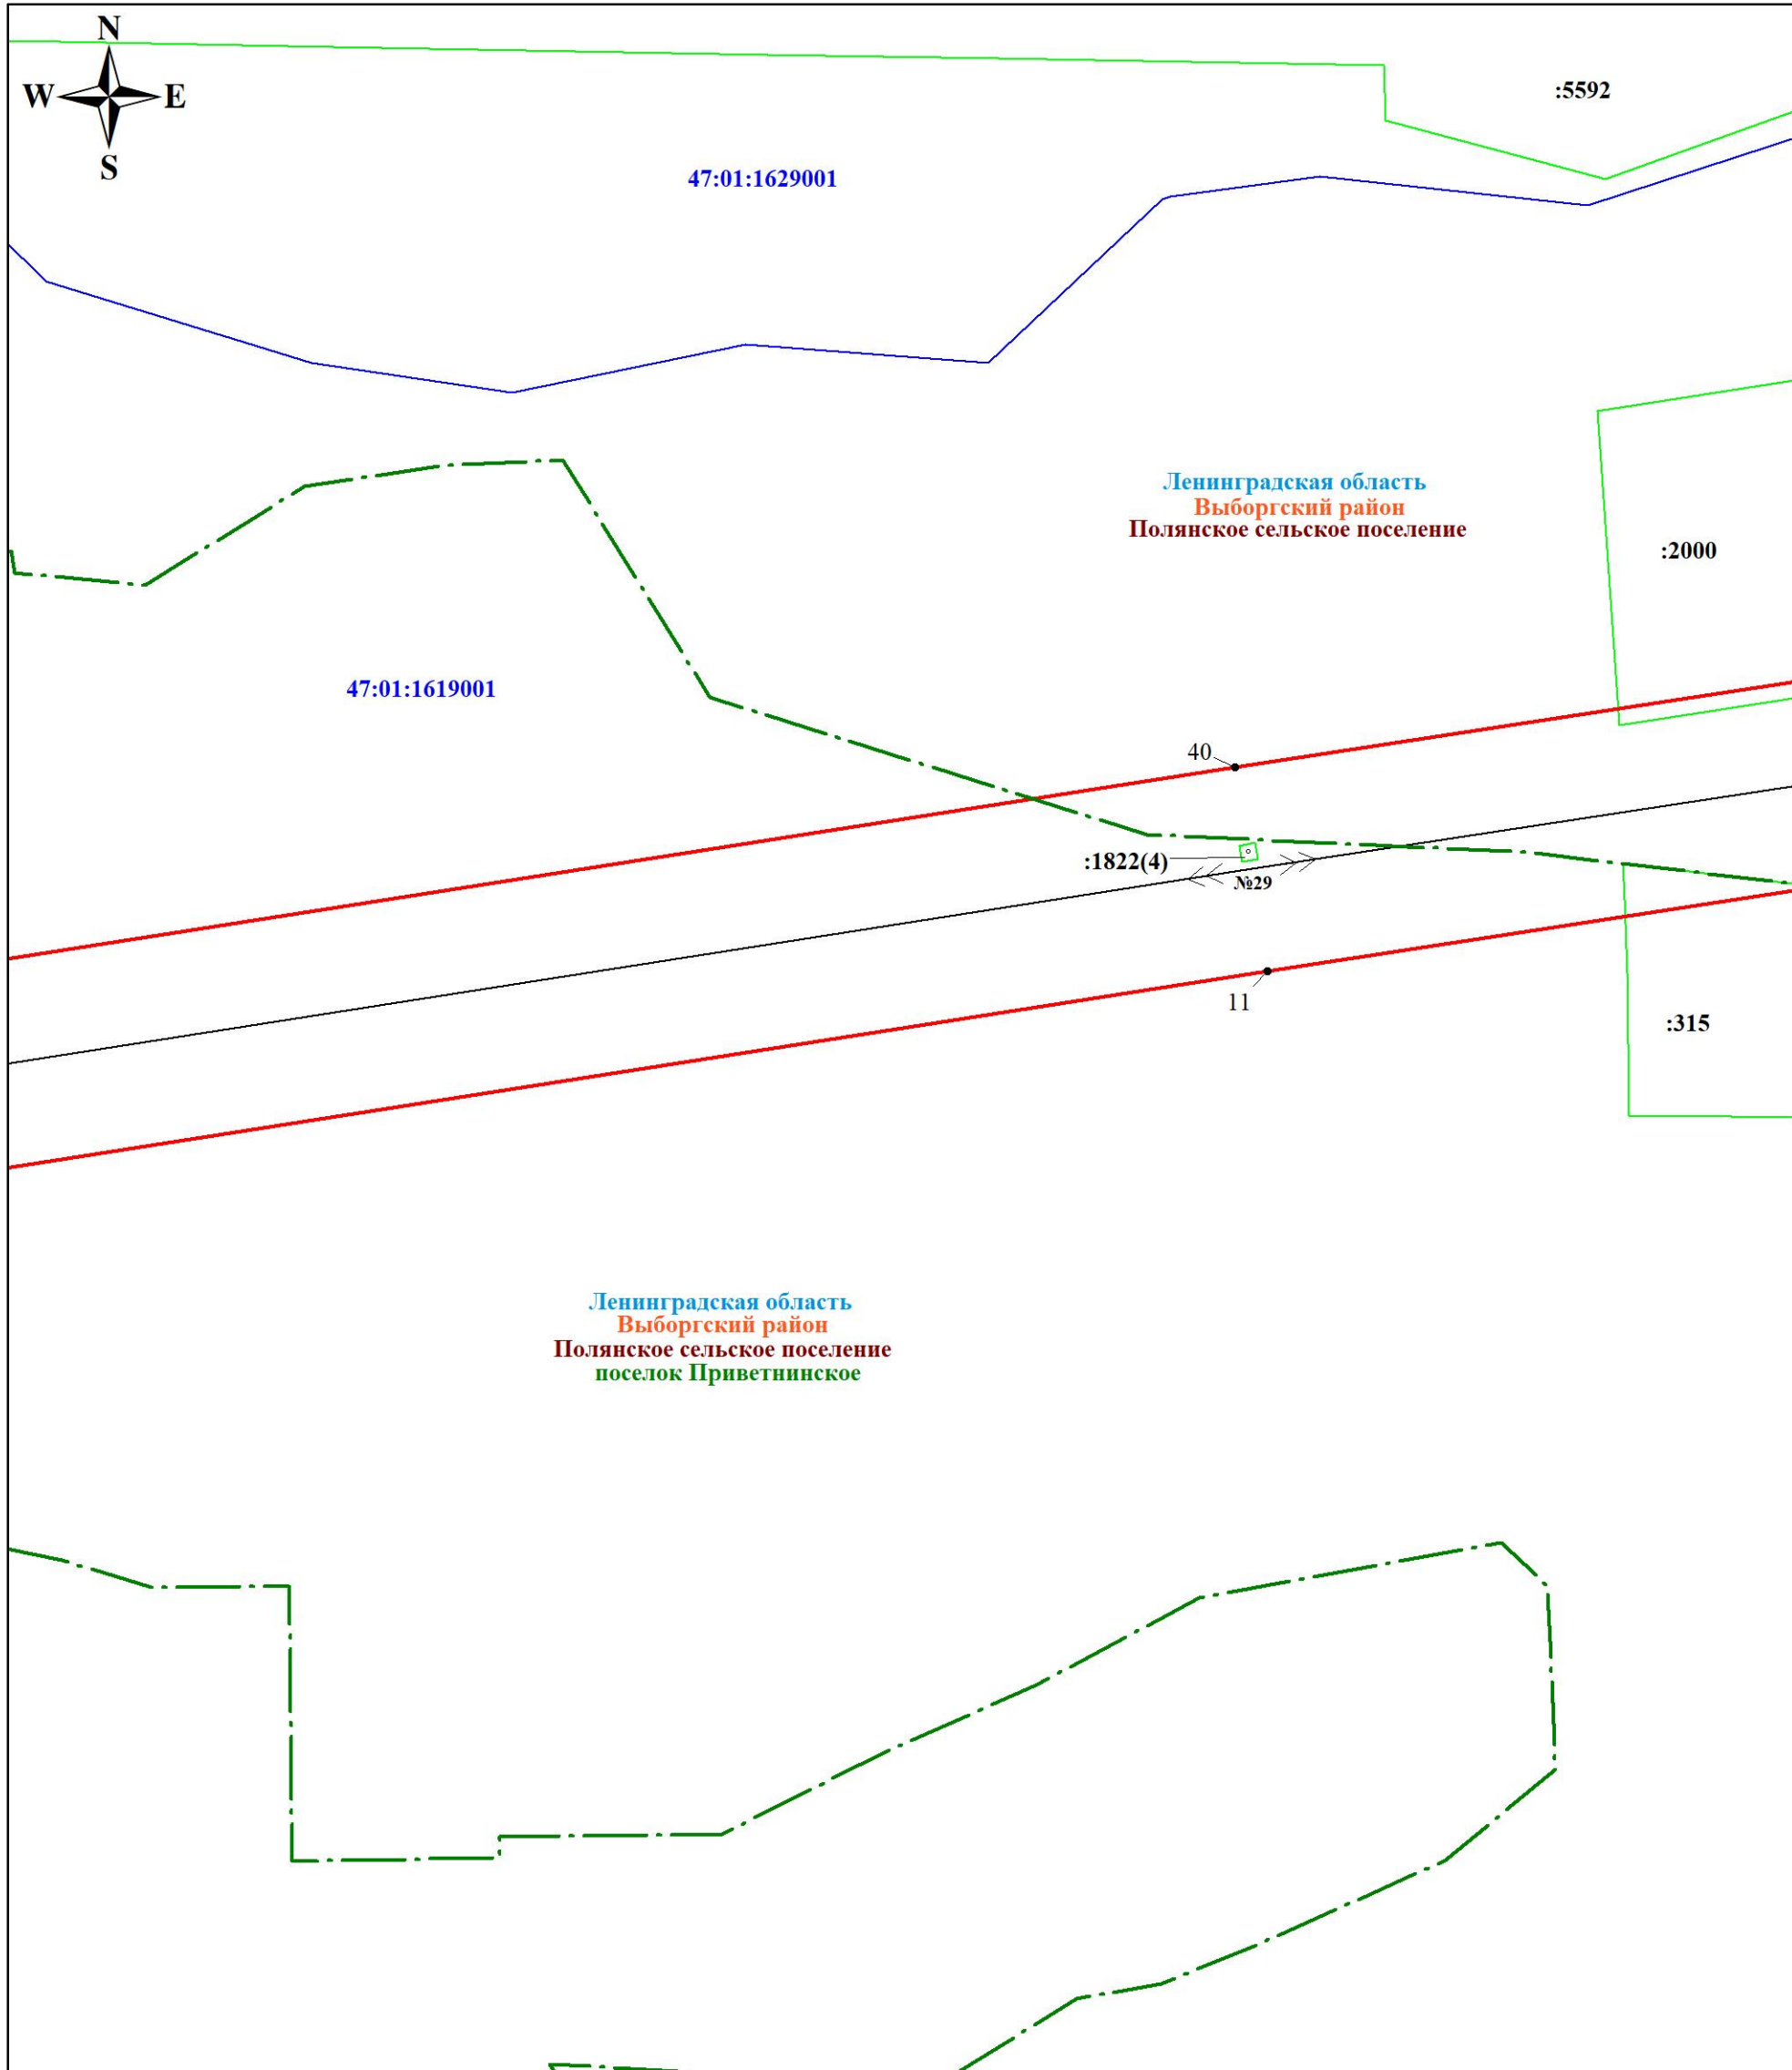 N
W E
S
:5592
47:01:1629001
Ленинградская область
Выборгский район
Полянское сельское поселение
:2000
47:01:1619001
40
:1822(4)
№29
11
:315
Ленинградская область
Выборгский район
Полянское сельское поселение
поселок Приветнинское